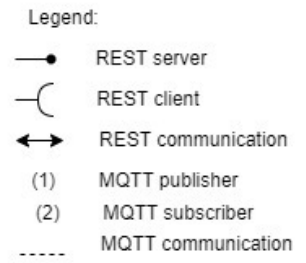 Legend:
REST server
REST client
REST communication
(1) MQTT publisher
(2) MQTT subscriber
MQTT communication